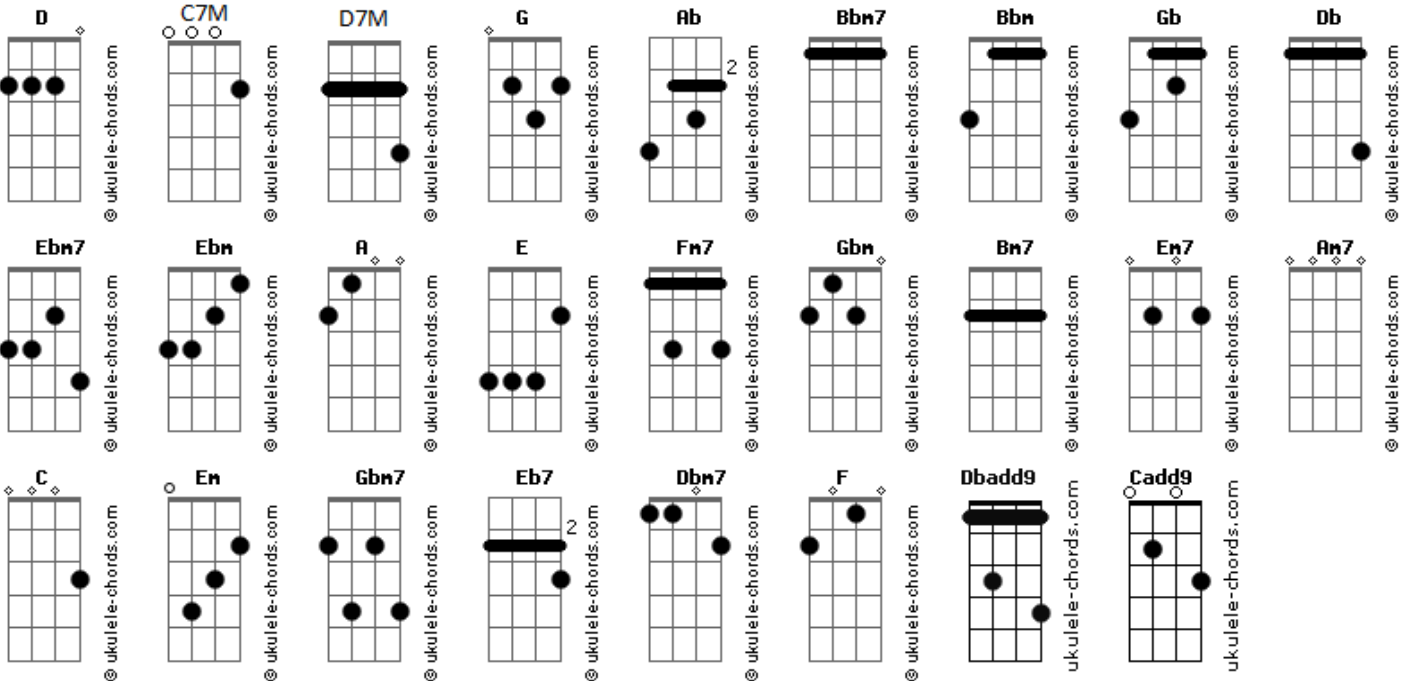 D C7M D7M G Ab Bbm7 Bbm Gb Db
2
© ukulele-chords.com © ukulele-chords.com © ukulele-chords.com © ukulele-chords.com © ukulele-chords.com © ukulele-chords.com © ukulele-chords.com © ukulele-chords.com © ukulele-chords.com
Ebm7 Ebm A E Fm7 Gbm Bm7 Em7 Am7
© ukulele-chords.com © ukulele-chords.com © ukulele-chords.com © ukulele-chords.com © ukulele-chords.com © ukulele-chords.com © ukulele-chords.com © ukulele-chords.com © ukulele-chords.com
C Em Gbm7 Eb7 Dbm7 F Dbadd9 Cadd9
2
© ukulele-chords.com © ukulele-chords.com © ukulele-chords.com © ukulele-chords.com © ukulele-chords.com © ukulele-chords.com ukulele-chords.com ukulele-chords.com